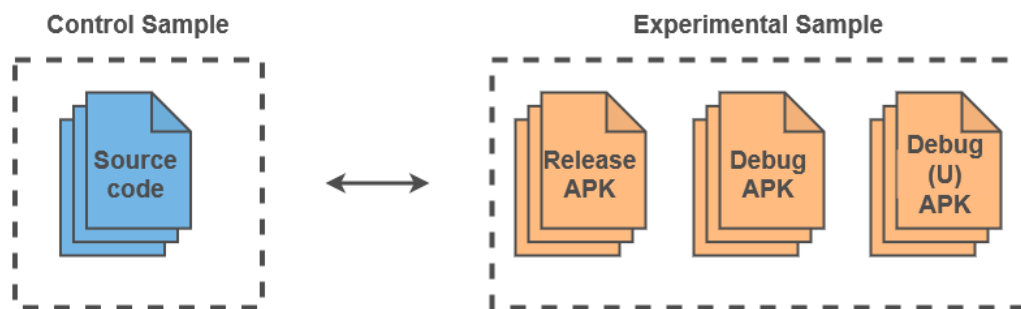 Control Sample
Experimental Sample
Source
code
Release
APK
Debug
APK
Debug
(U)
APK